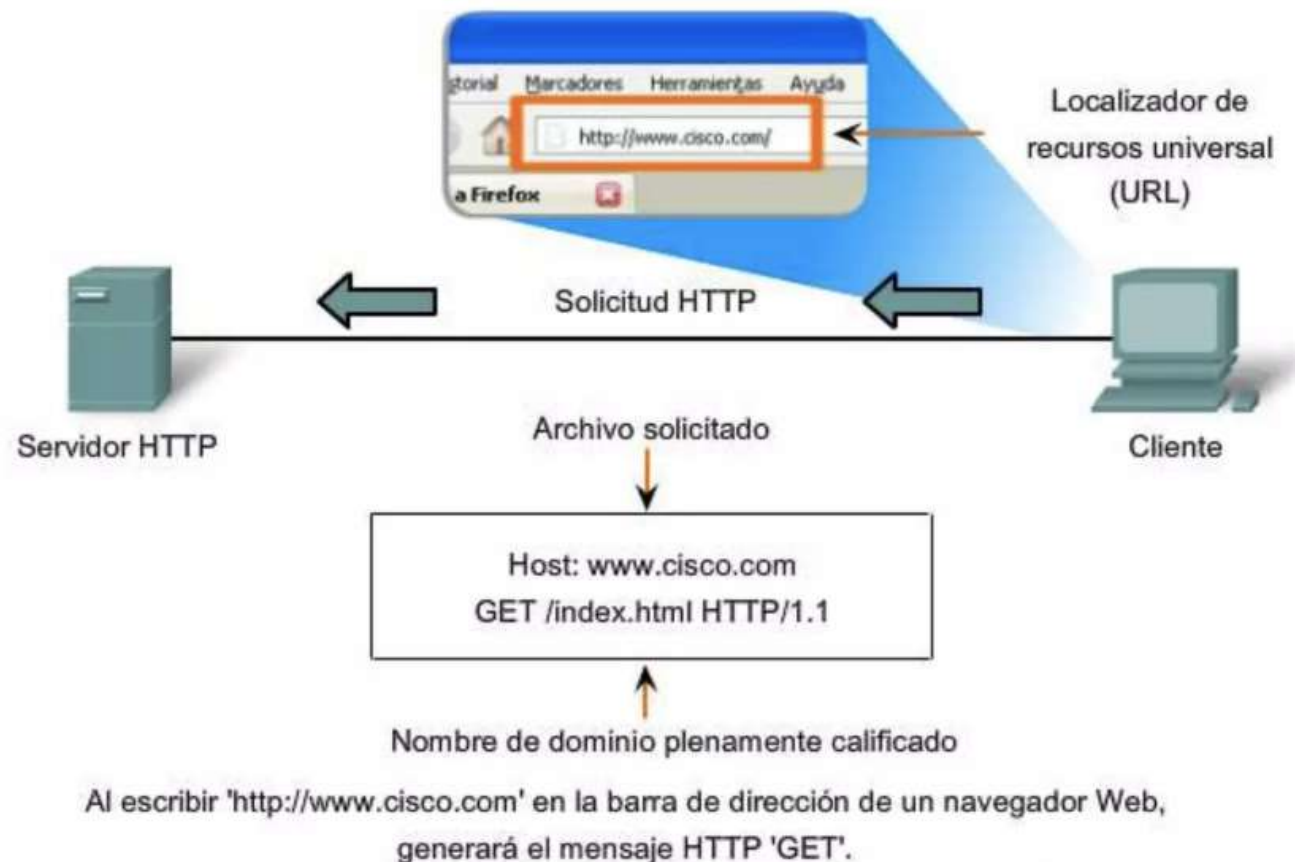 storial Marcadores Herramientas Ayuda
http://www.cisco.com/
a Firefox
Localizador de
recursos universal
(URL)
Solicitud HTTP
Servidor HTTP
Cliente
Archivo solicitado
Host: www.cisco.com
GET /index.html HTTP/1.1
Nombre de dominio plenamente calificado
Al escribir 'http://www.cisco.com' en la barra de dirección de un navegador Web,
generará el mensaje HTTP 'GET'.